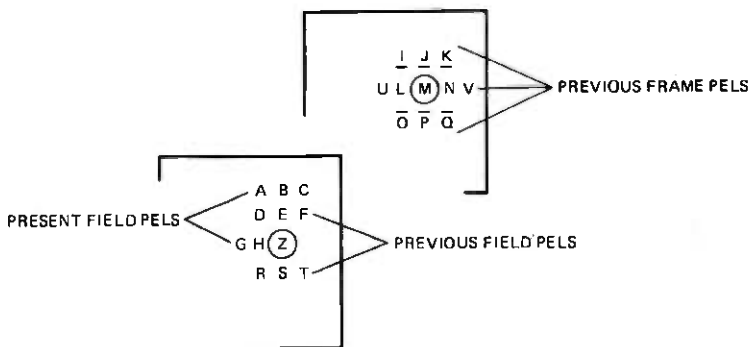 I J K
U L M N V
O P Q
PREVIOUS FRAME PELS
A B C
D E F
G H Z
R S T
PRESENT FIELD PELS
PREVIOUS FIELD PELS